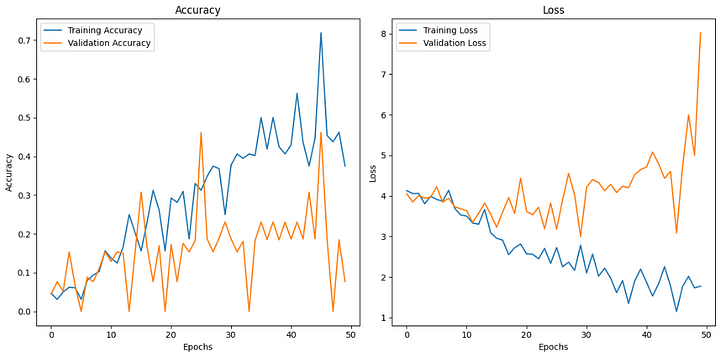 Accuracy
Training Accuracy
Validation Accuracy
0.7
0.6
0.5
0.4
0.3
0.2
0.1
0.0
Accuracy
0
10
20
30
40
50
Epochs
Loss
Training Loss
Validation Loss
8
7
6
5
4
3
2
1
Loss
0
10
20
30
40
50
Epochs